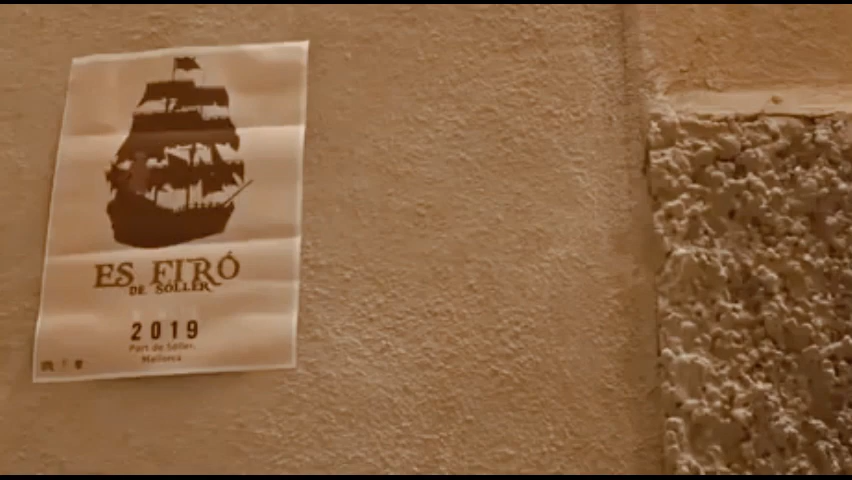 ES FIRÓ
DE SÓLLER
2019
Port de Sóller.
Mallorca